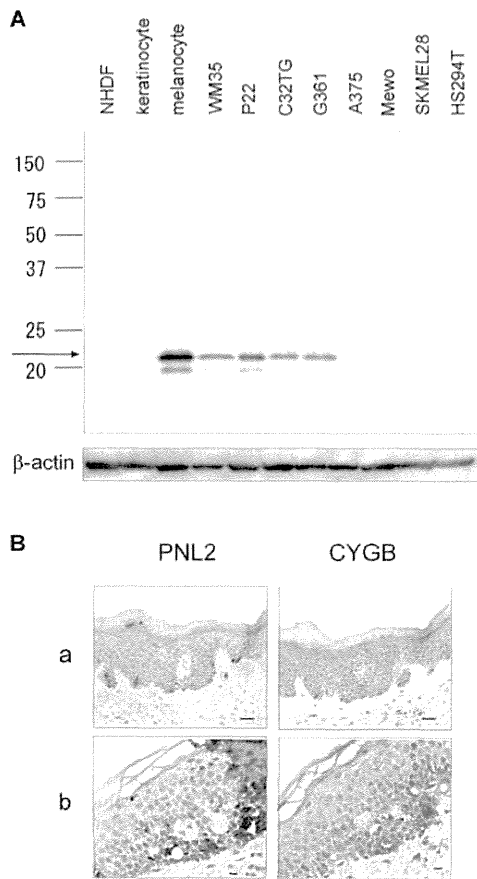 A
NHDF
keratinocyte
melanocyte
WM35
P22
C32TG
G361
A375
Mewo
SKMEL28
HS294T
150
75
50
37
25
20
β-actin
B
PNL2 CYGB
a
b